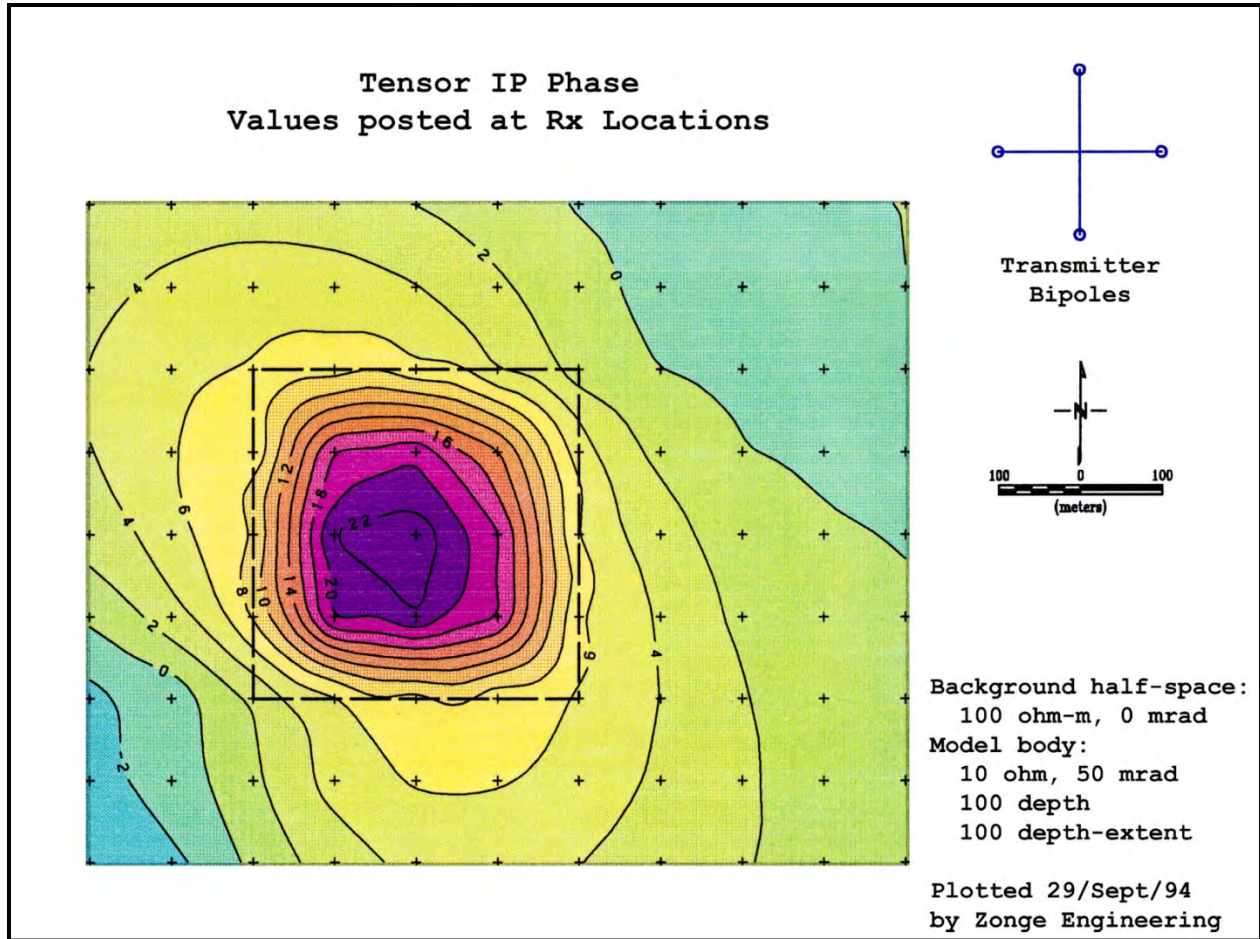 Tensor IP Phase
Values posted at Rx Locations
Transmitter
Bipoles
N
100 0 100
(meters)
2
4
0
16
12
18
22
6
4
20
14
10
8
2
0
6
4
-2
Background half-space:
100 ohm-m, 0 mrad
Model body:
10 ohm, 50 mrad
100 depth
100 depth-extent
Plotted 29/Sept/94
by Zonge Engineering